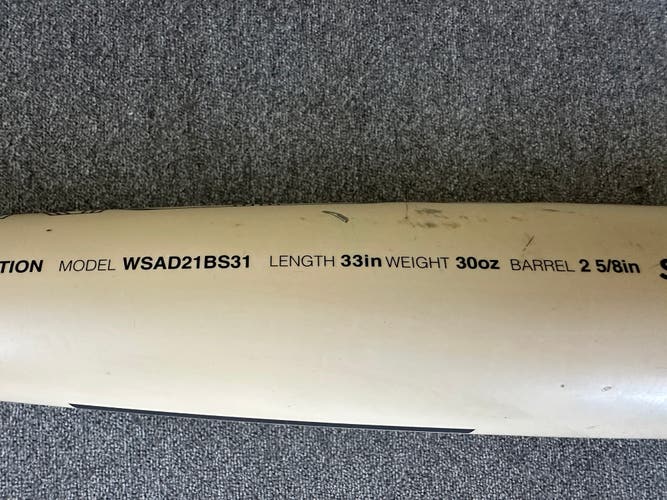 TION MODEL WSAD21BS31 LENGTH 33in WEIGHT 30oz BARREL 2 5/8in S